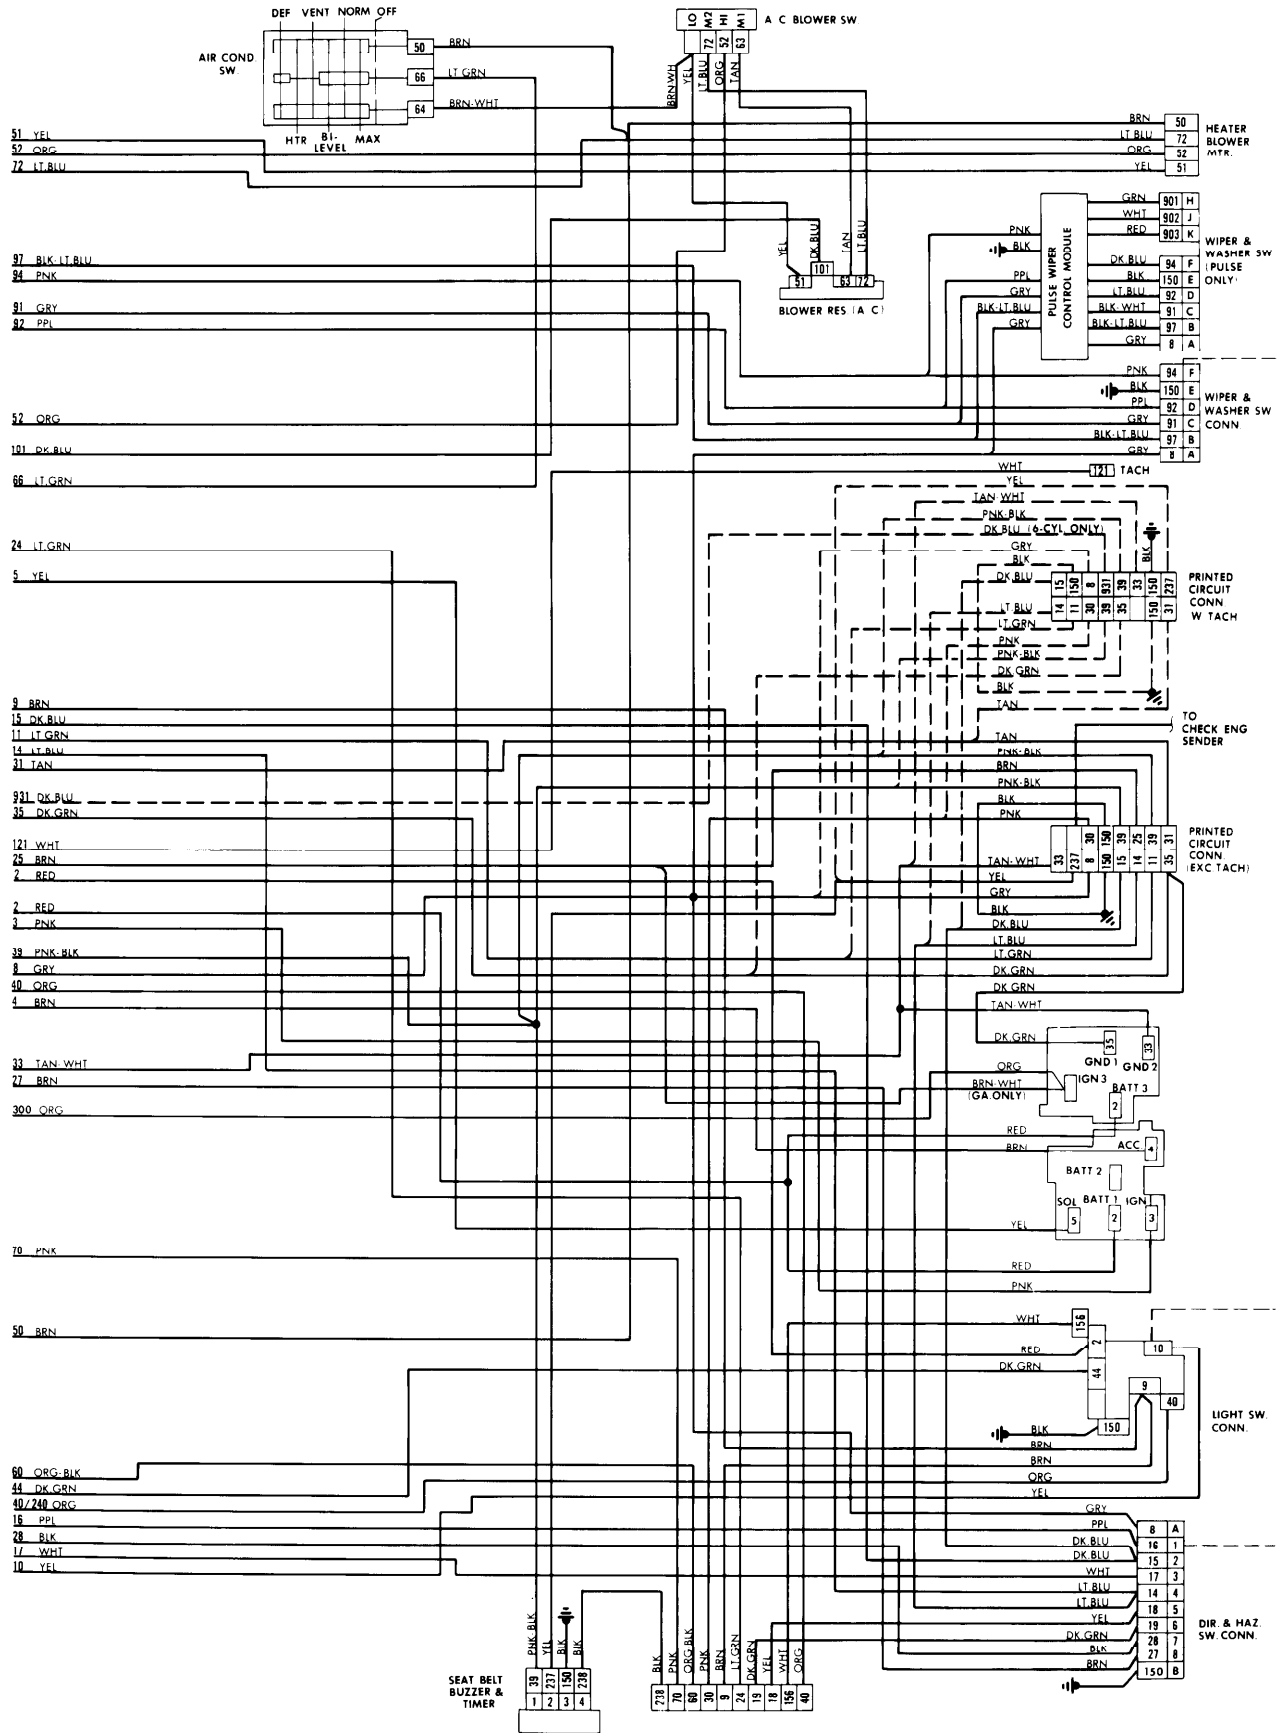 DEF VENT NORM OFF
AIR COND. SW.
50 BRN
66 LT GRN
64 BRN-WHT
HTR BI-LEVEL MAX
LO M2 HI M1
72 52 63
A C BLOWER SW.
BRN-WH YEL LT.BLU ORG TAN
51 YEL
52 ORG
72 LT.BLU
BRN 50
LT BLU 72
ORG 52
YEL 51
HEATER BLOWER MTR.
97 BLK-LT.BLU
94 PNK
91 GRY
92 PPL
YEL DK.BLU TAN LT.BLU
51 101 63 72
BLOWER RES (A C)
PNK
BLK
PPL
GRY
BLK-LT.BLU
GRY
PULSE WIPER CONTROL MODULE
GRN 901 H
WHT 902 J
RED 903 K
DK.BLU 94 F
BLK 150 E
LT.BLU 92 D
BLK-WHT 91 C
BLK-LT.BLU 97 B
GRY 8 A
WIPER & WASHER SW (PULSE ONLY)
PNK 94 F
BLK 150 E
PPL 92 D
GRY 91 C
BLK-LT.BLU 97 B
GRY 8 A
WIPER & WASHER SW CONN.
52 ORG
101 DK.BLU
66 LT.GRN
WHT 121 TACH
24 LT.GRN
5 YEL
YEL
TAN-WHT
PNK-BLK
DK BLU (6-CYL. ONLY)
GRY
BLK
DK.BLU
BLK
15 150 8 931 39 33 150 237
14 11 30 39 35 150 31
PRINTED CIRCUIT CONN W TACH
LT.BLU
LT.GRN
PNK
PNK-BLK
DK GRN
BLK
TAN
9 BRN
15 DK.BLU
11 LT GRN
14 LT.BLU
31 TAN
931 DK.BLU
35 DK.GRN
121 WHT
25 BRN
2 RED
2 RED
3 PNK
39 PNK-BLK
8 GRY
40 ORG
4 BRN
TO CHECK ENG SENDER
TAN
PNK-BLK
BRN
PNK-BLK
BLK
PNK
33 237 30 150 39 25 39 31
8 150 15 14 11 35
PRINTED CIRCUIT CONN. (EXC TACH)
TAN-WHT
YEL
GRY
BLK
DK.BLU
LT.BLU
LT.GRN
DK.GRN
DK GRN
TAN-WHT
33 TAN-WHT
27 BRN
300 ORG
DK.GRN
ORG
BRN-WHT (GA.ONLY)
35 GND 1
33 GND 2
IGN 3
BATT 3
2
RED
BRN
ACC. 4
BATT 2
SOL BATT 1 IGN
5 2 3
YEL
RED
PNK
70 PNK
50 BRN
WHT 156
RED 2
DK.GRN 44
10
9
40
BLK 150
BRN
BRN
ORG
YEL
LIGHT SW. CONN.
60 ORG-BLK
44 DK.GRN
40/240 ORG
16 PPL
28 BLK
17 WHT
10 YEL
GRY 8 A
PPL 16 1
DK.BLU 15 2
DK.BLU
WHT 17 3
LT.BLU 14 4
LT.BLU 18 5
YEL 19 6
DK.GRN 28 7
BLK 27 8
BRN 150 B
DIR. & HAZ. SW. CONN.
PNK-BLK YEL BLK BLK
39 237 150 238
1 2 3 4
SEAT BELT BUZZER & TIMER
BLK PNK ORG-BLK PNK BRN LT.GRN DK.GRN YEL WHT ORG
238 70 60 30 9 24 19 18 156 40